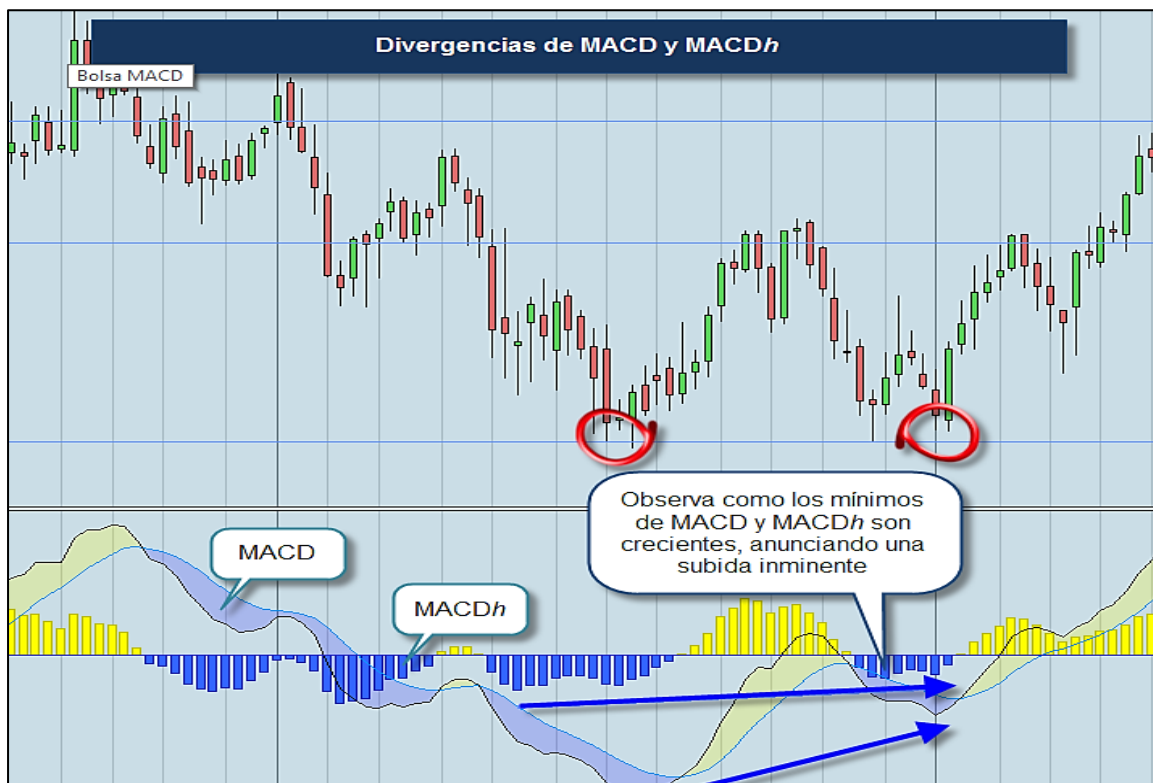 Divergencias de MACD y MACDh
Bolsa MACD
Observa como los mínimos
de MACD y MACDh son
crecientes, anunciando una
subida inminente
MACD
MACDh